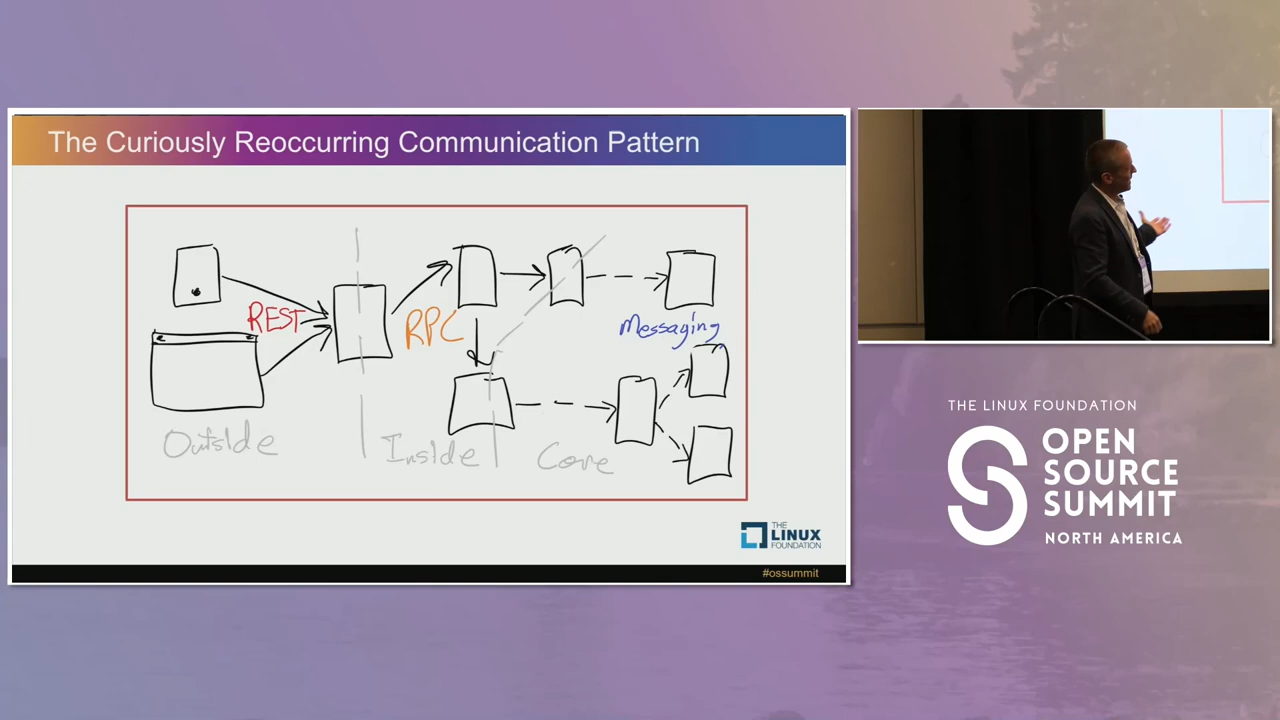 The Curiously Reoccurring Communication Pattern
REST
RPC
Messaging
Outside
Inside
Core
THE
LINUX
FOUNDATION
#ossummit
THE LINUX FOUNDATION
OPEN
SOURCE
SUMMIT
NORTH AMERICA